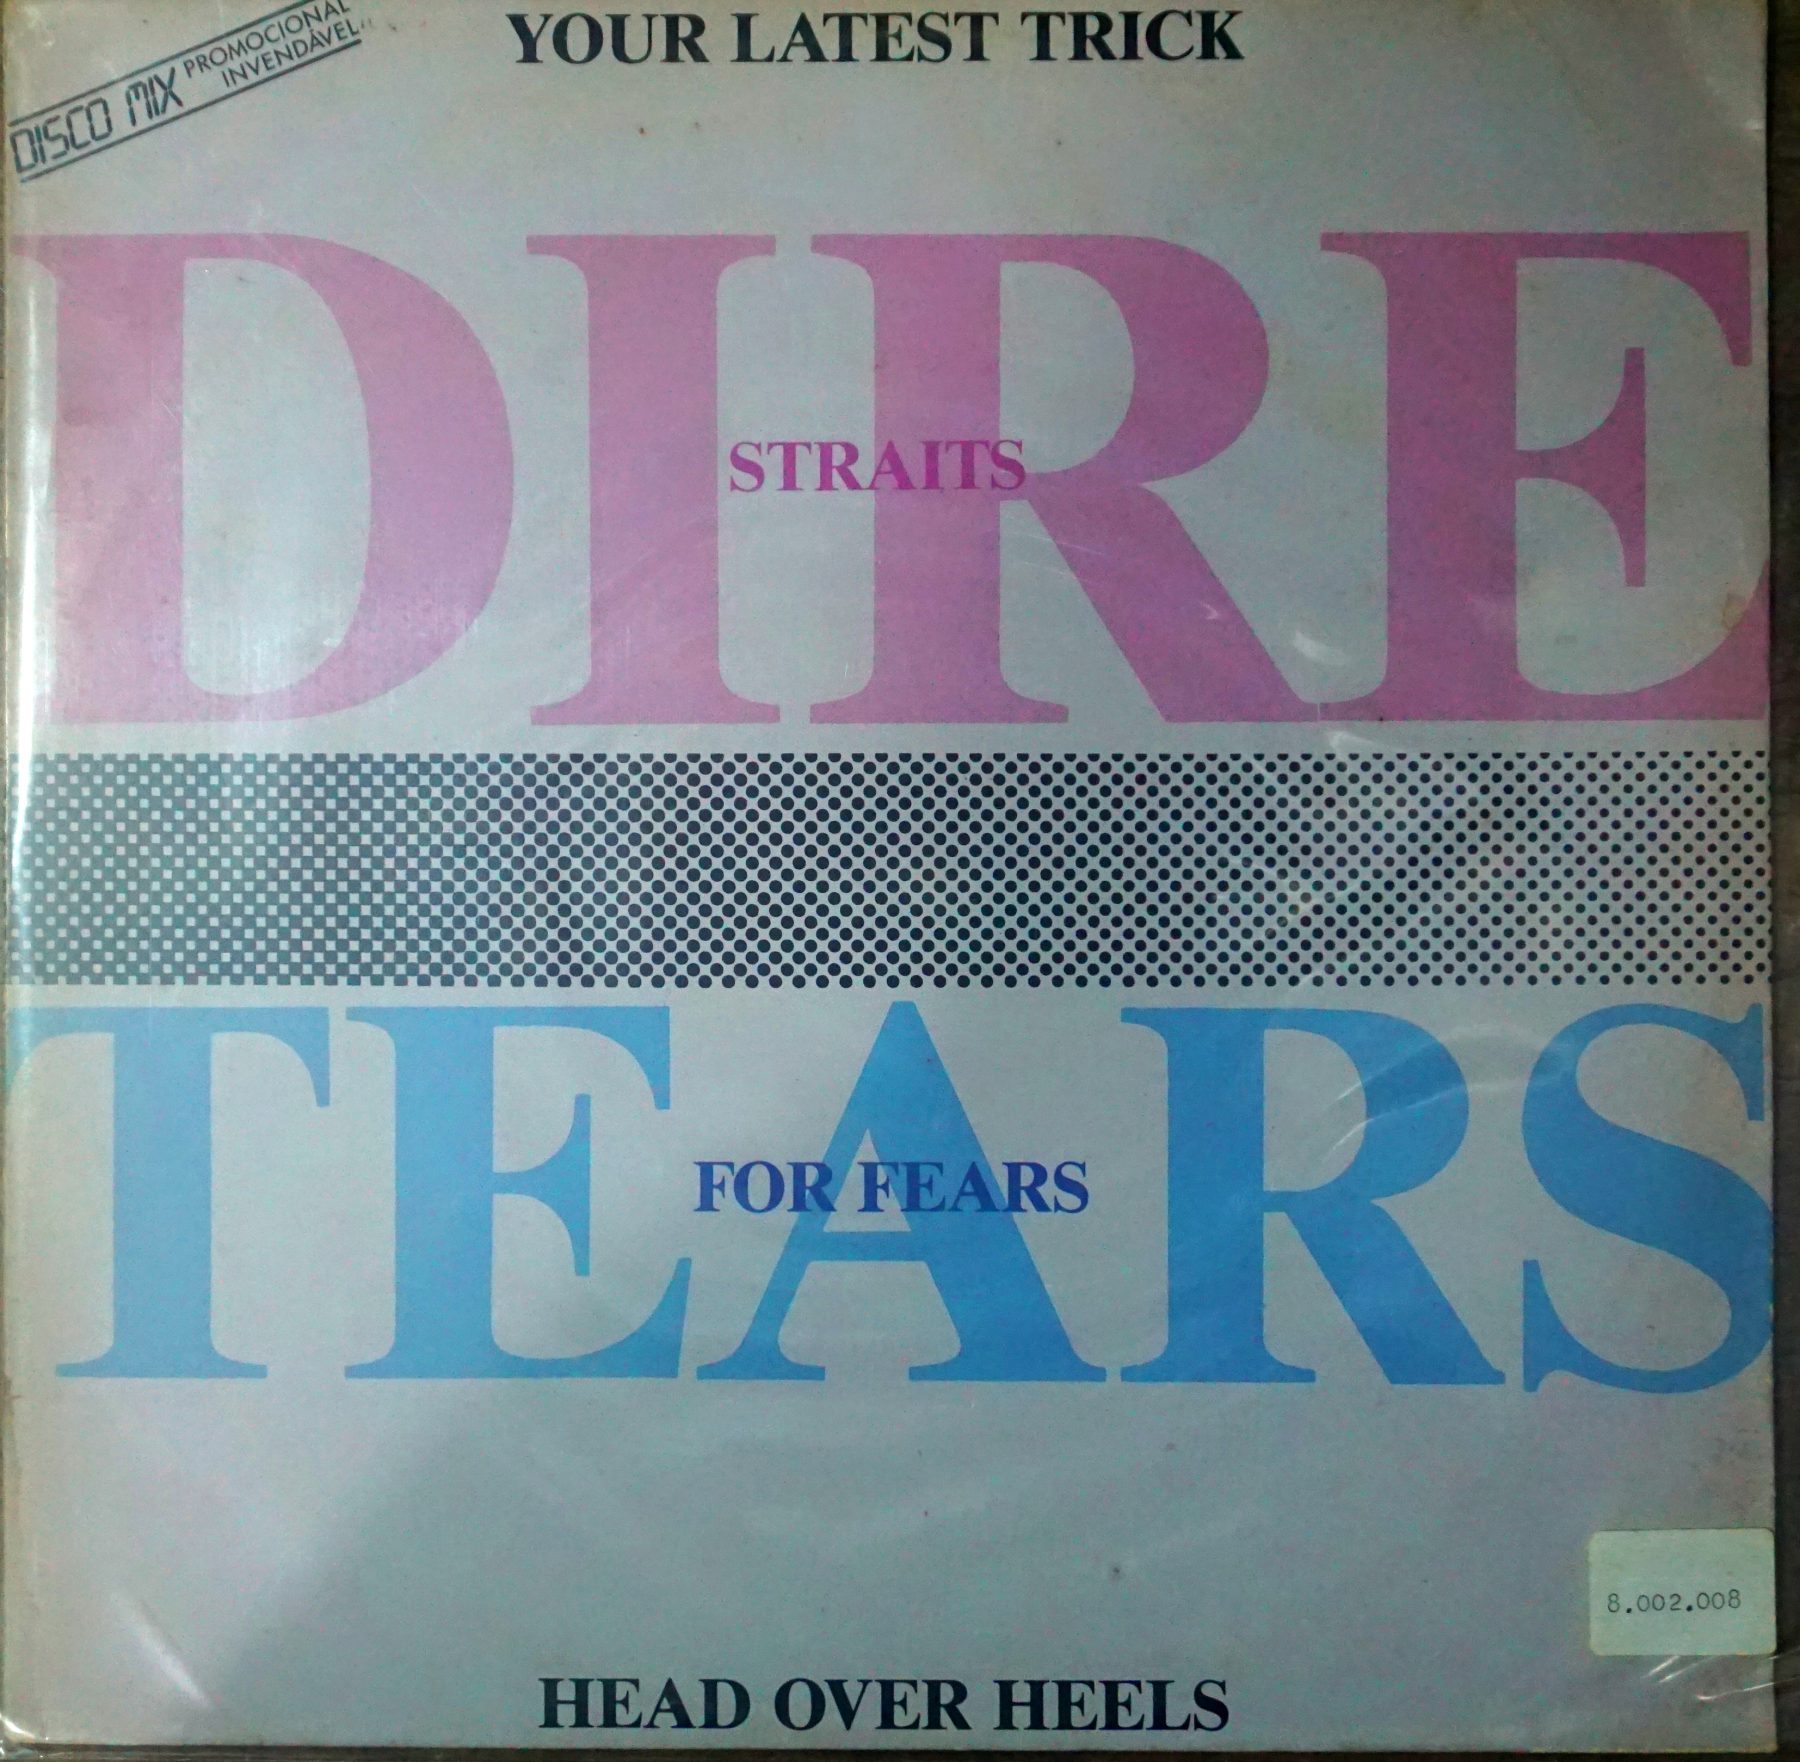 YOUR LATEST TRICK
DISCO MIX PROMOCIONAL
INVENDÁVEL
DIRE
STRAITS
TEARS
FOR FEARS
8.002.008
HEAD OVER HEELS